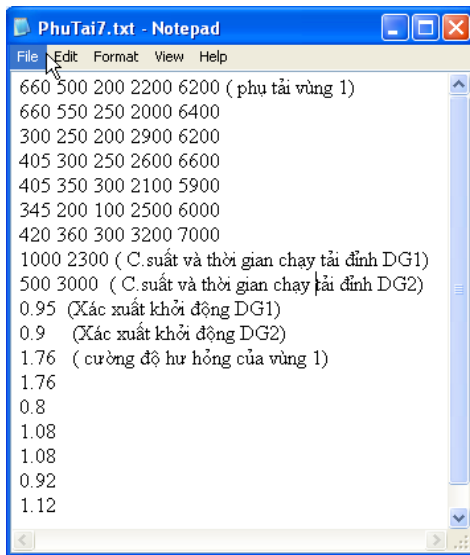 PhuTai7.txt - Notepad
File Edit Format View Help
660 500 200 2200 6200 ( phụ tải vùng 1)
660 550 250 2000 6400
300 250 200 2900 6200
405 300 250 2600 6600
405 350 300 2100 5900
345 200 100 2500 6000
420 360 300 3200 7000
1000 2300 ( C.suất và thời gian chạy tải đỉnh DG1)
500 3000 ( C.suất và thời gian chạy tải đỉnh DG2)
0.95 (Xác xuất khởi động DG1)
0.9 (Xác xuất khởi động DG2)
1.76 ( cường độ hư hỏng của vùng 1)
1.76
0.8
1.08
1.08
0.92
1.12